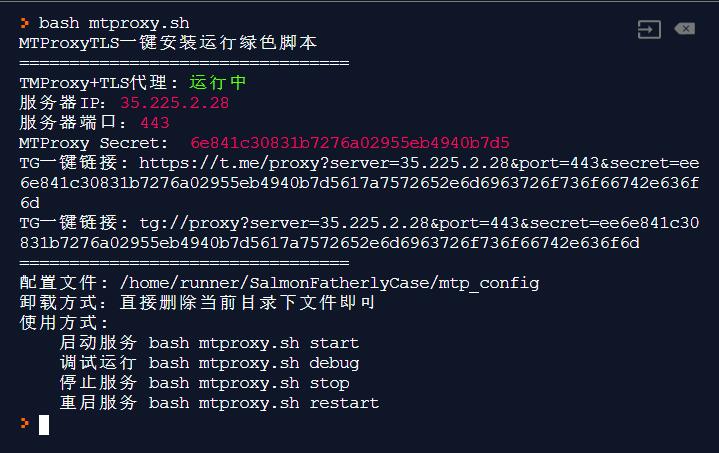 > bash mtproxy.sh
MTProxyTLS一键安装运行绿色脚本
=================================
TMProxy+TLS代理: 运行中
服务器IP: 35.225.2.28
服务器端口: 443
MTProxy Secret:  6e841c30831b7276a02955eb4940b7d5
TG一键链接: https://t.me/proxy?server=35.225.2.28&port=443&secret=ee
6e841c30831b7276a02955eb4940b7d5617a7572652e6d6963726f736f66742e636f
6d
TG一键链接: tg://proxy?server=35.225.2.28&port=443&secret=ee6e841c30
831b7276a02955eb4940b7d5617a7572652e6d6963726f736f66742e636f6d
=================================
配置文件: /home/runner/SalmonFatherlyCase/mtp_config
卸载方式: 直接删除当前目录下文件即可
使用方式:
    启动服务 bash mtproxy.sh start
    调试运行 bash mtproxy.sh debug
    停止服务 bash mtproxy.sh stop
    重启服务 bash mtproxy.sh restart
>